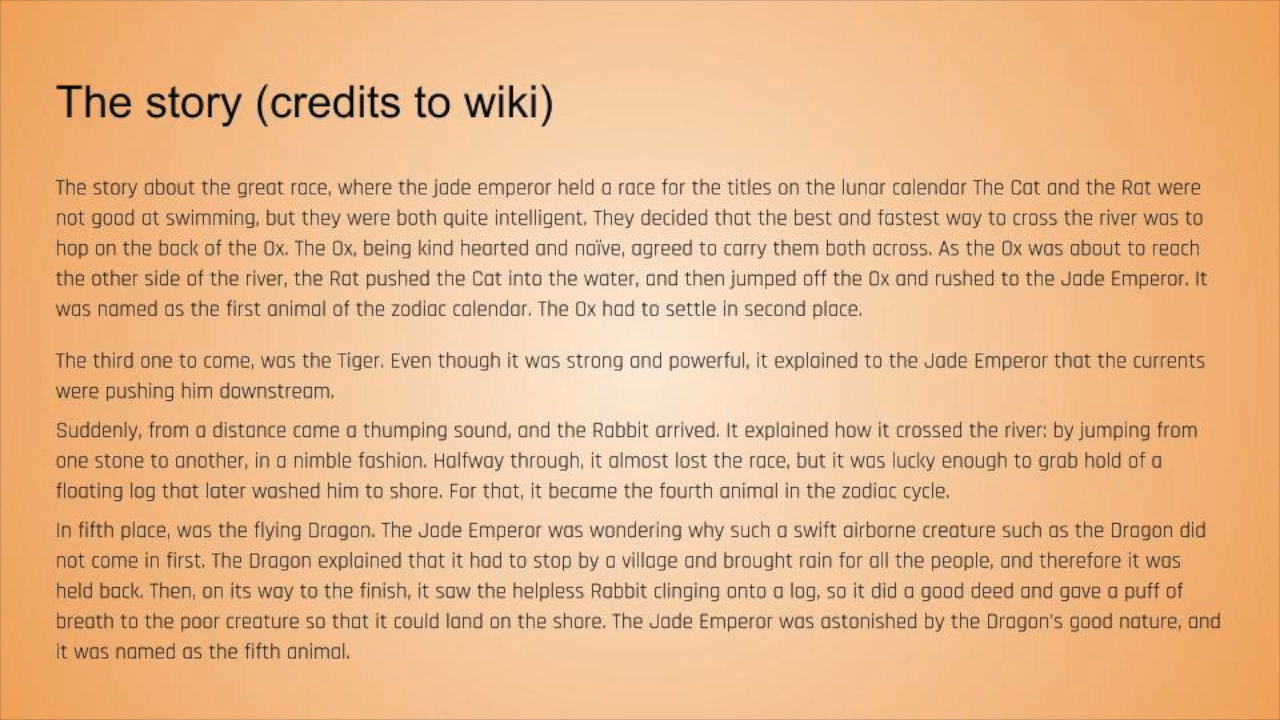 The story (credits to wiki)
The story about the great race, where the jade emperor held a race for the titles on the lunar calendar The Cat and the Rat were
not good at swimming, but they were both quite intelligent. They decided that the best and fastest way to cross the river was to
hop on the back of the Ox. The Ox, being kind hearted and naïve, agreed to carry them both across. As the Ox was about to reach
the other side of the river, the Rat pushed the Cat into the water, and then jumped off the Ox and rushed to the Jade Emperor. It
was named as the first animal of the zodiac calendar. The Ox had to settle in second place.
The third one to come, was the Tiger. Even though it was strong and powerful, it explained to the Jade Emperor that the currents
were pushing him downstream.
Suddenly, from a distance came a thumping sound, and the Rabbit arrived. It explained how it crossed the river: by jumping from
one stone to another, in a nimble fashion. Halfway through, it almost lost the race, but it was lucky enough to grab hold of a
floating log that later washed him to shore. For that, it became the fourth animal in the zodiac cycle.
In fifth place, was the flying Dragon. The Jade Emperor was wondering why such a swift airborne creature such as the Dragon did
not come in first. The Dragon explained that it had to stop by a village and brought rain for all the people, and therefore it was
held back. Then, on its way to the finish, it saw the helpless Rabbit clinging onto a log, so it did a good deed and gave a puff of
breath to the poor creature so that it could land on the shore. The Jade Emperor was astonished by the Dragon's good nature, and
it was named as the fifth animal.